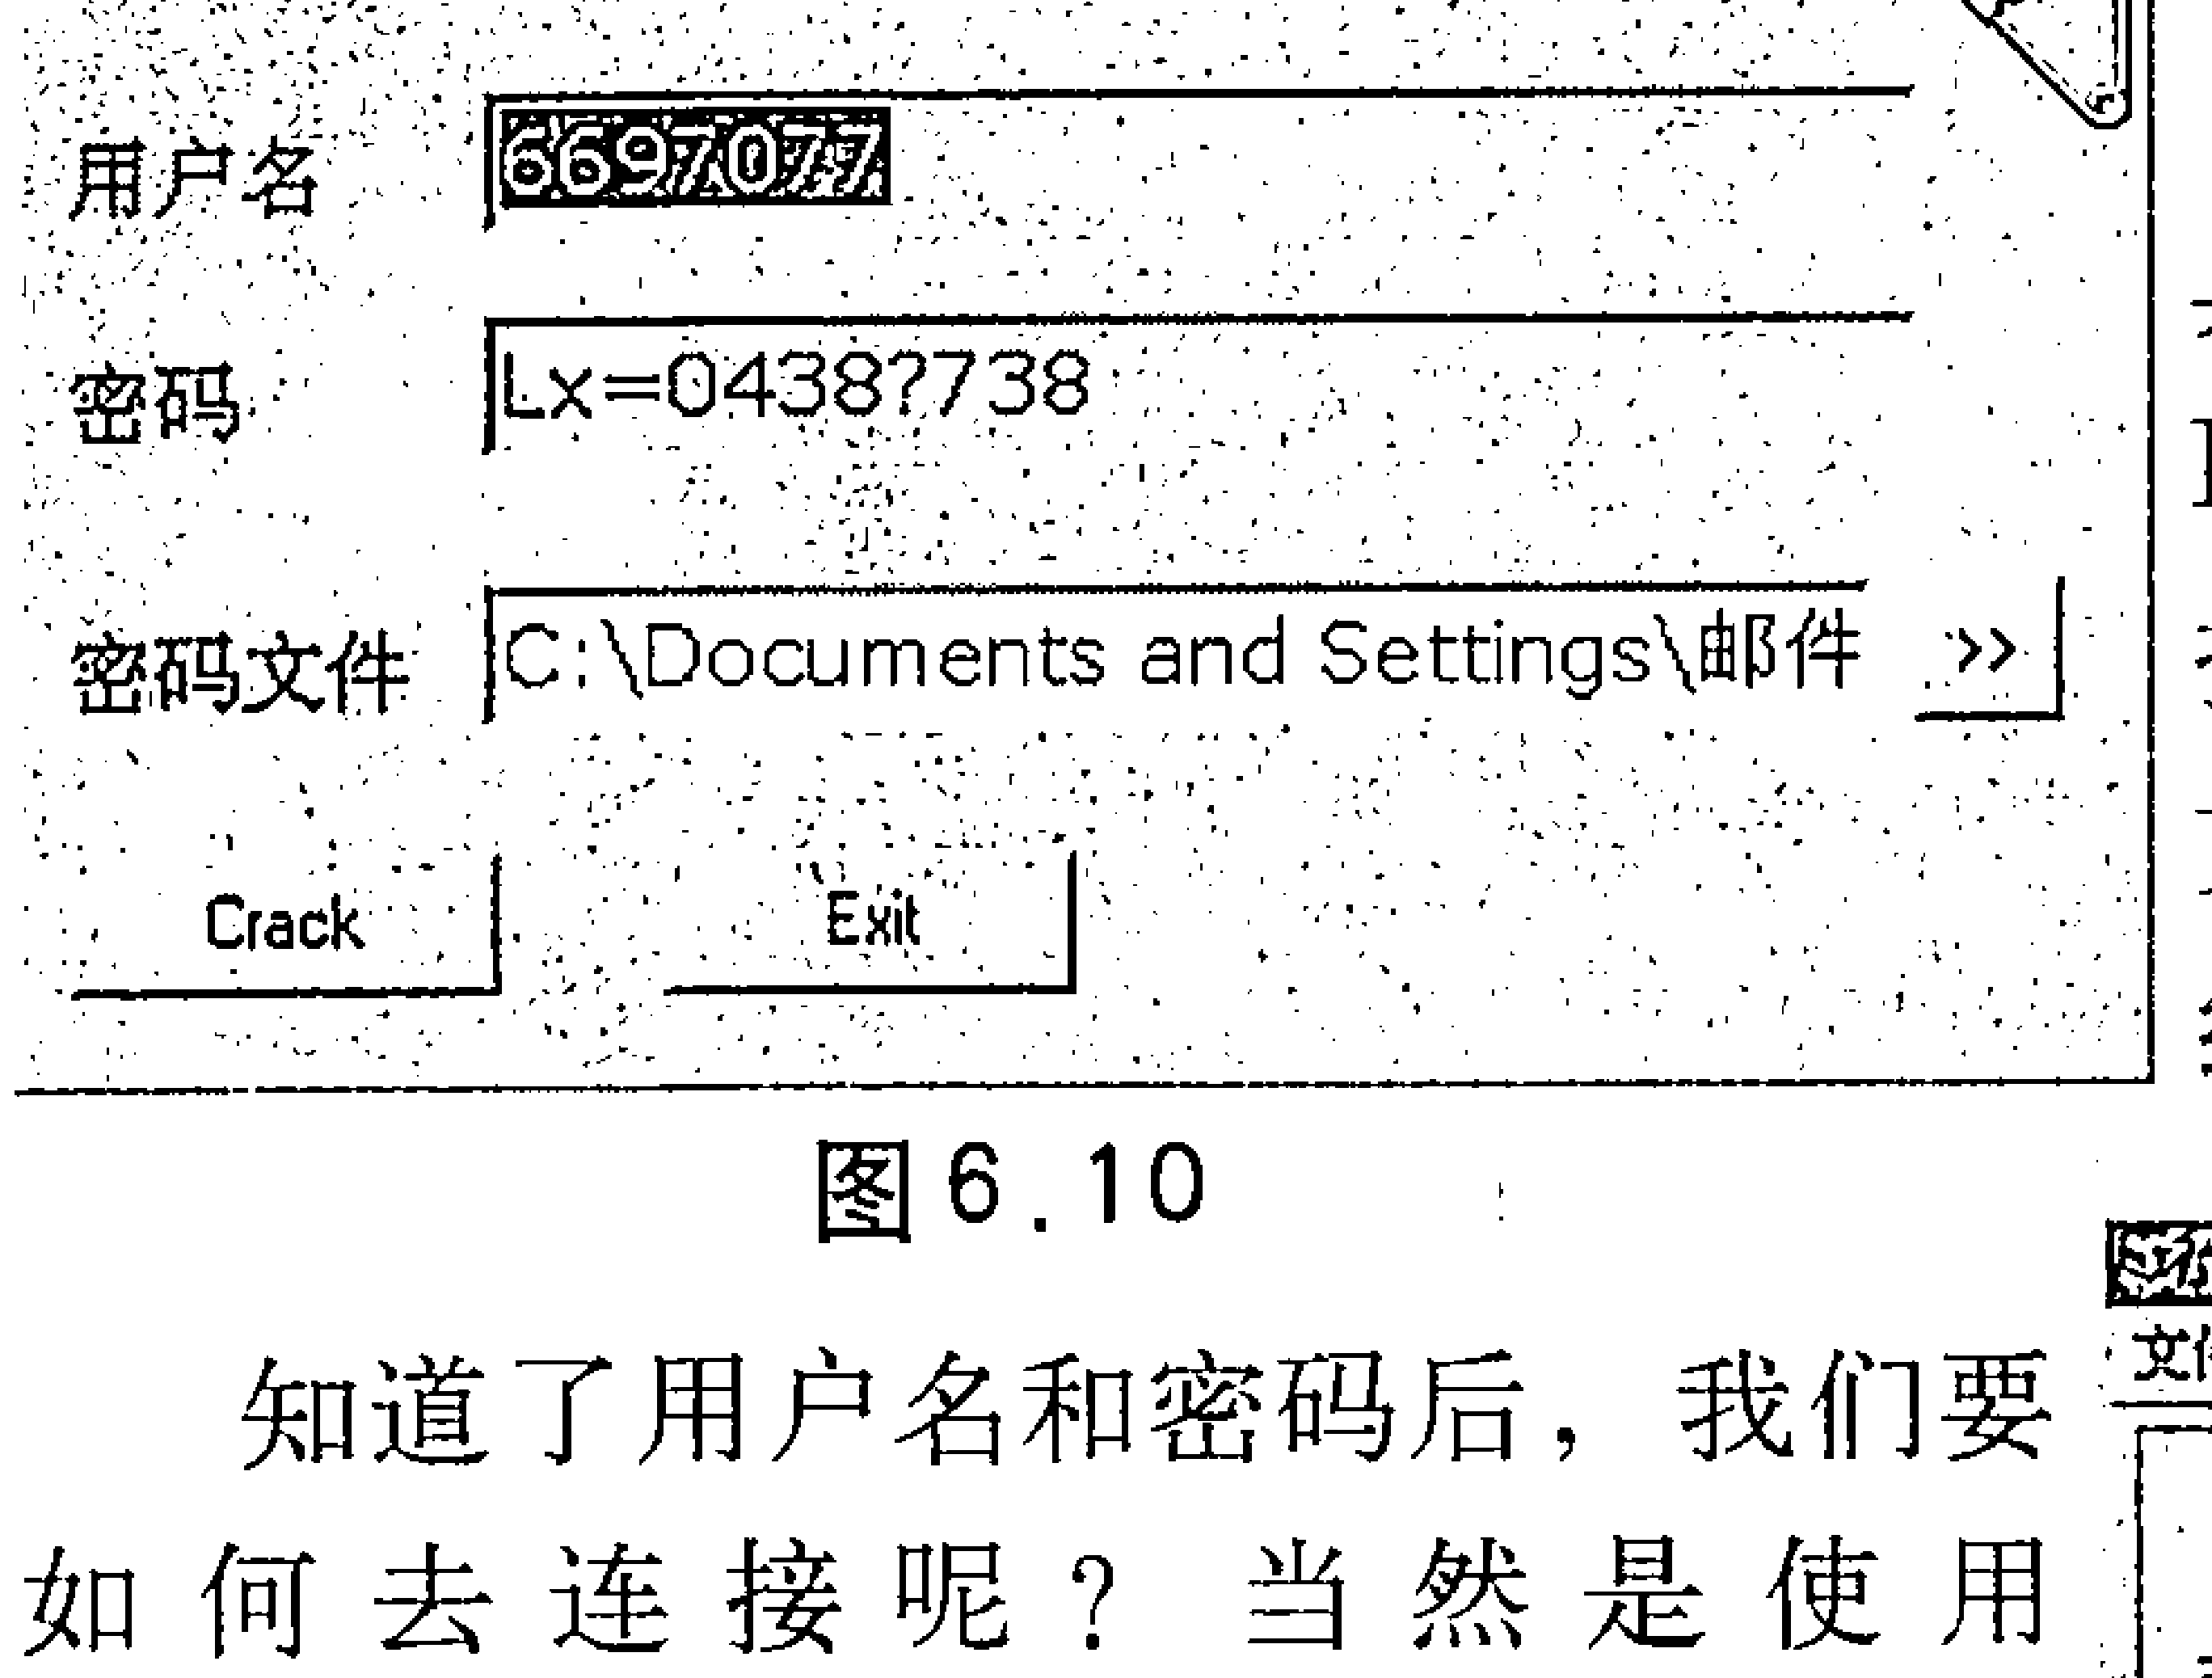 用户名 6697077
密码 Lx=0438?738
密码文件 C:\Documents and Settings\邮件 >>
Crack Exit
图6.10
知道了用户名和密码后，我们要
如何去连接呢？当然是使用